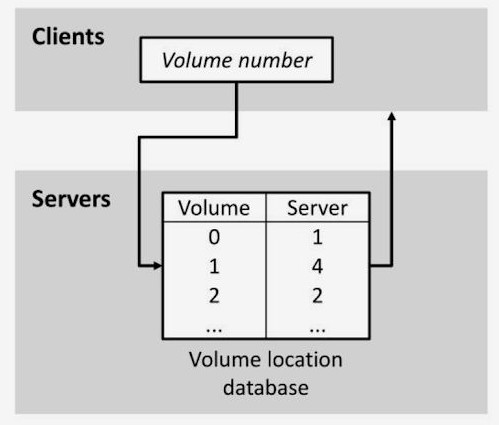 Clients
Volume number
Servers
Volume Server
0 1
1 4
2 2
... ...
Volume location
database